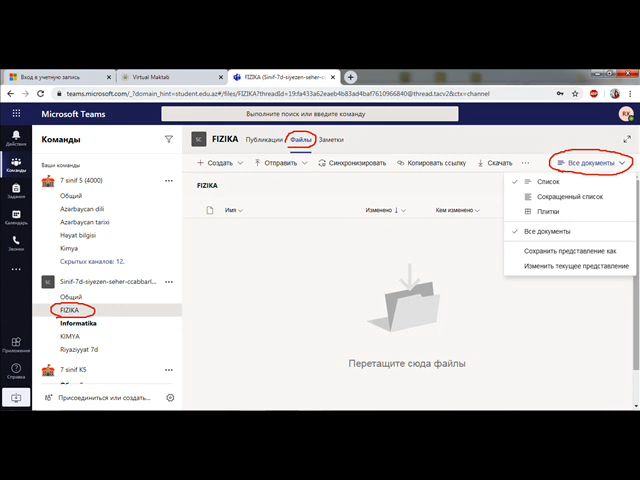 Вход в учетную запись
Virtual Maktab
FIZIKA (Sinif-7d-siyezen-seher-cc
teams.microsoft.com/_?domain_hint=student.edu.az#/files/FIZIKA?threadId=19:fa433a62eaeb4b83ad4baf7610966840@thread.tacv2&ctx=channel
Microsoft Teams
Выполните поиск или введите команду
RX
Действия
Команды
Задания
Календарь
Звонки
Приложения
Справка
Команды
Ваши команды
7 sinif 5 (4000)
Общий
Azərbaycan dili
Azərbaycan tarixi
Həyat bilgisi
Kimya
Скрытых каналов: 12.
SC Sinif-7d-siyezen-seher-ccabbarl...
Общий
FIZIKA
Informatika
KIMYA
Riyaziyyat 7d
7 sinif K5
Присоединиться или создать...
SC FIZIKA Публикации Файлы Заметки
Создать Отправить Синхронизировать Копировать ссылку Скачать Все документы
FIZIKA
Имя Изменено Кем изменено
Список
Сокращенный список
Плитки
Все документы
Сохранить представление как
Изменить текущее представление
Перетащите сюда файлы